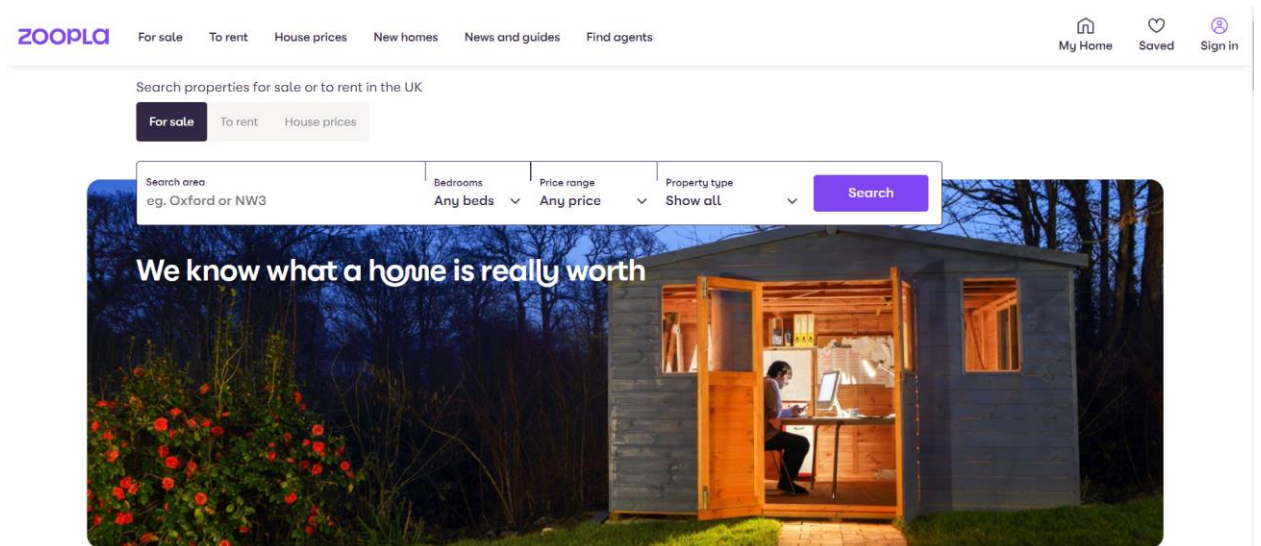 ZOOPLA For sale To rent House prices New homes News and guides Find agents My Home Saved Sign in
Search properties for sale or to rent in the UK
For sale To rent House prices
Search area Bedrooms Price range Property type
eg. Oxford or NW3 Any beds Any price Show all Search
We know what a home is really worth